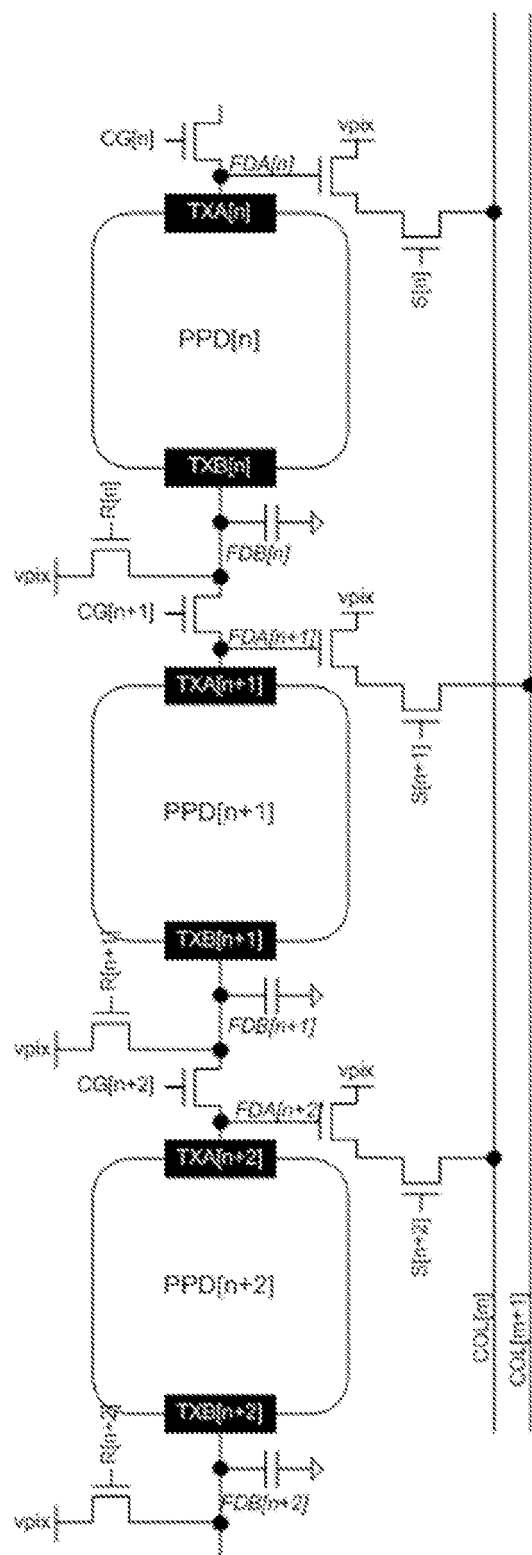 CG[n]
FDA[n]
vpix
TXA[n]
S[n]
PPD[n]
TXB[n]
R[n]
FDB[n]
vpix
CG[n+1]
FDA[n+1]
vpix
TXA[n+1]
S[n+1]
PPD[n+1]
TXB[n+1]
R[n+1]
FDB[n+1]
vpix
CG[n+2]
FDA[n+2]
vpix
TXA[n+2]
S[n+2]
PPD[n+2]
COL[m]
COL[m+1]
TXB[n+2]
R[n+2]
FDB[n+2]
vpix